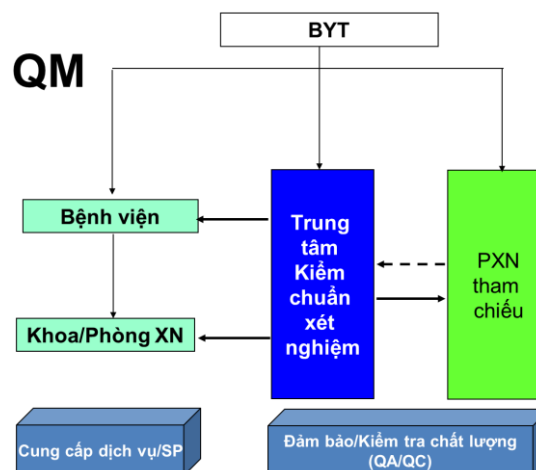 BYT
QM
Bệnh viện
Trung
tâm
Kiểm
chuẩn
xét
nghiệm
PXN
tham
chiếu
Khoa/Phòng XN
Cung cấp dịch vụ/SP
Đảm bảo/Kiểm tra chất lượng
(QA/QC)